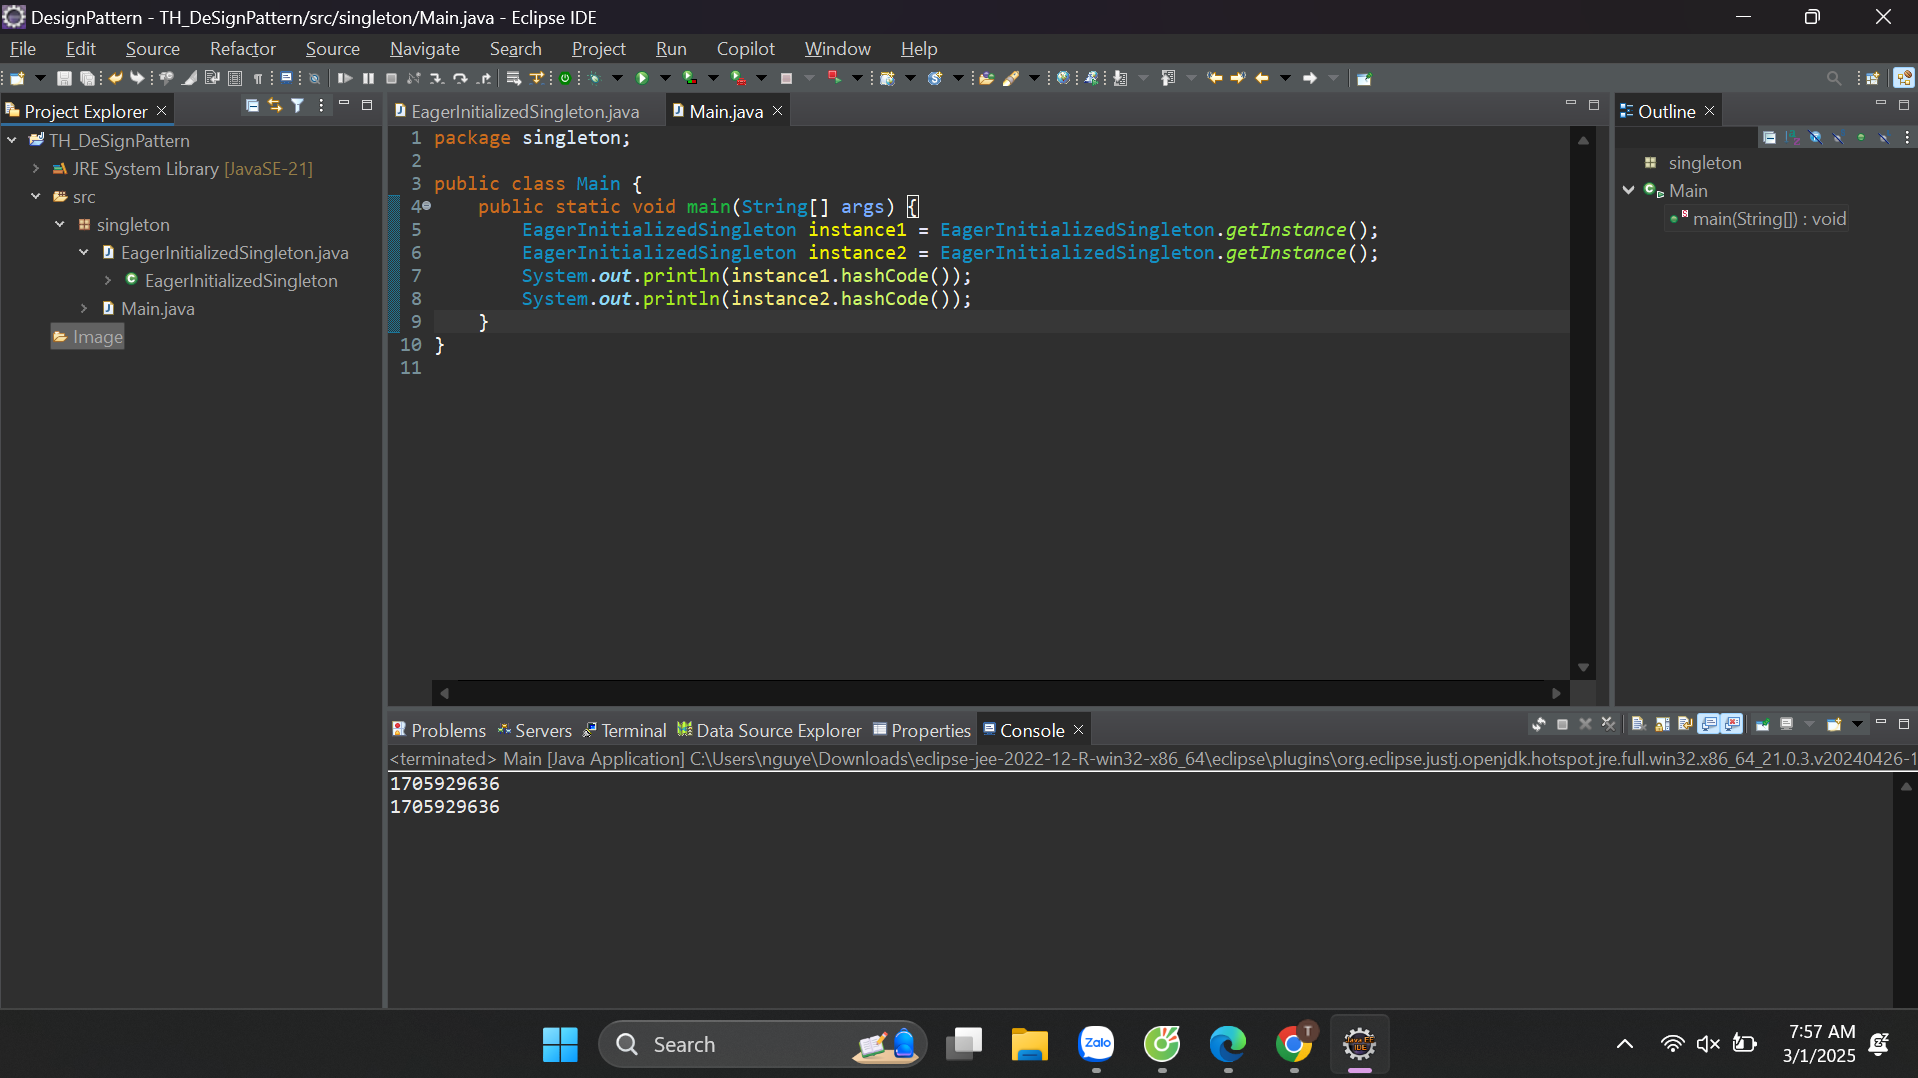 DesignPattern - TH_DeSignPattern/src/singleton/Main.java - Eclipse IDE
File Edit Source Refactor Source Navigate Search Project Run Copilot Window Help
Project Explorer
TH_DeSignPattern
JRE System Library [JavaSE-21]
src
singleton
EagerInitializedSingleton.java
EagerInitializedSingleton
Main.java
Image
EagerInitializedSingleton.java Main.java
1 package singleton;
2
3 public class Main {
4 public static void main(String[] args) {
5 EagerInitializedSingleton instance1 = EagerInitializedSingleton.getInstance();
6 EagerInitializedSingleton instance2 = EagerInitializedSingleton.getInstance();
7 System.out.println(instance1.hashCode());
8 System.out.println(instance2.hashCode());
9 }
10 }
11
Outline
singleton
Main
main(String[]) : void
Problems Servers Terminal Data Source Explorer Properties Console
<terminated> Main [Java Application] C:\Users\nguye\Downloads\eclipse-jee-2022-12-R-win32-x86_64\eclipse\plugins\org.eclipse.justj.openjdk.hotspot.jre.full.win32.x86_64_21.0.3.v20240426-1
1705929636
1705929636
Search
Zalo
T
Java EE
IDE
7:57 AM
3/1/2025